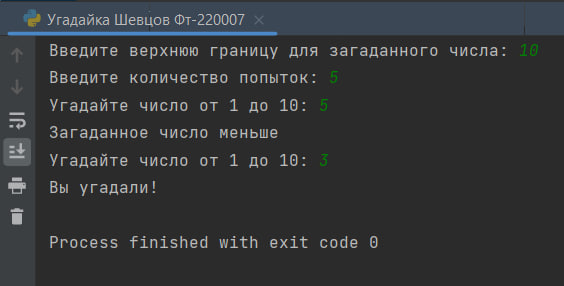 Угадайка Шевцов Фт-220007
Введите верхнюю границу для загаданного числа: 10
Введите количество попыток: 5
Угадайте число от 1 до 10: 5
Загаданное число меньше
Угадайте число от 1 до 10: 3
Вы угадали!
Process finished with exit code 0